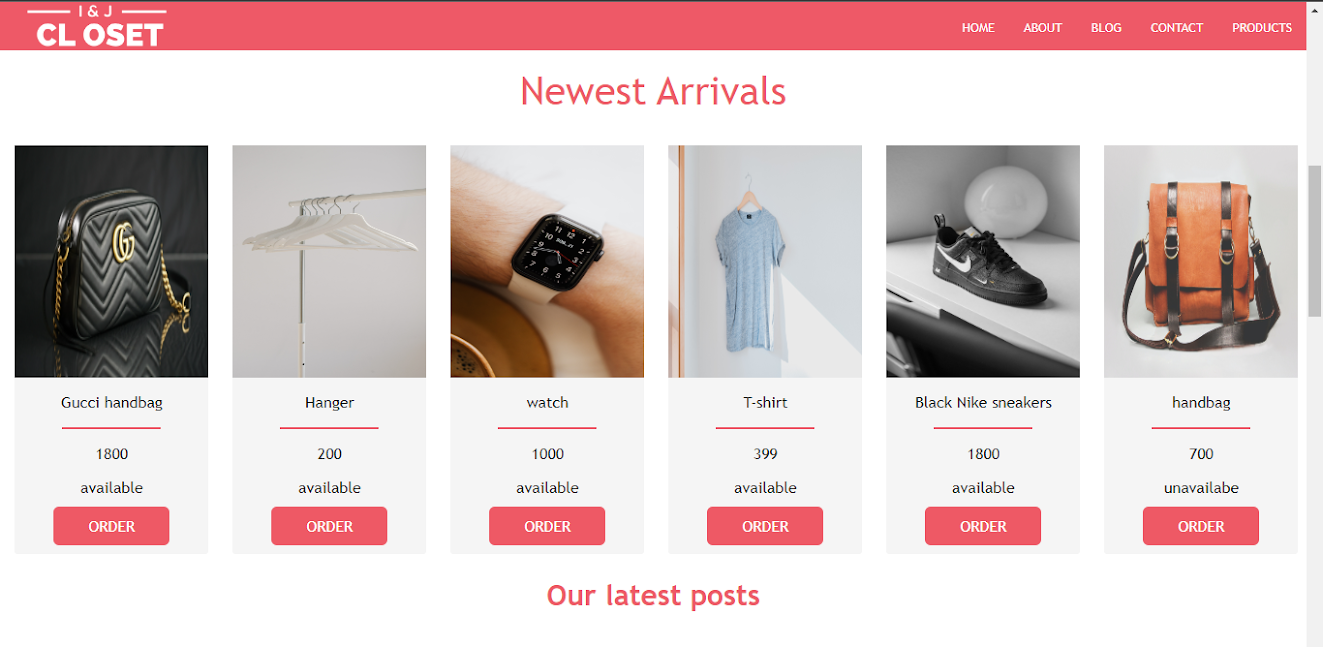 I & J
CL OSET
HOME ABOUT BLOG CONTACT PRODUCTS
Newest Arrivals
Gucci handbag
1800
available
ORDER
Hanger
200
available
ORDER
watch
1000
available
ORDER
T-shirt
399
available
ORDER
Black Nike sneakers
1800
available
ORDER
handbag
700
unavailabe
ORDER
Our latest posts